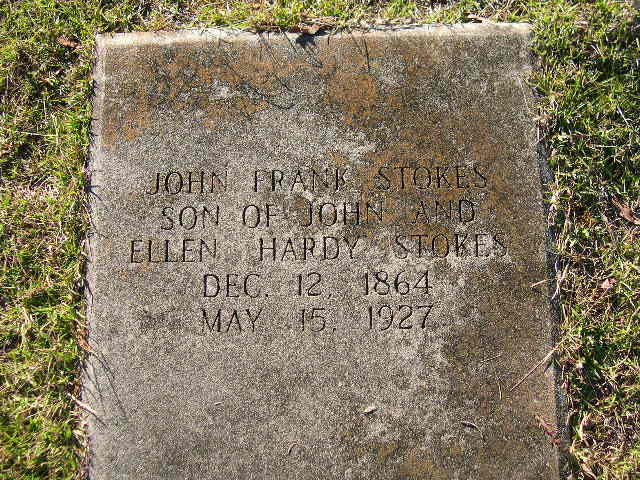 JOHN FRANK STOKES
SON OF JOHN AND
ELLEN HARDY STOKES
DEC. 12, 1864
MAY 15, 1927